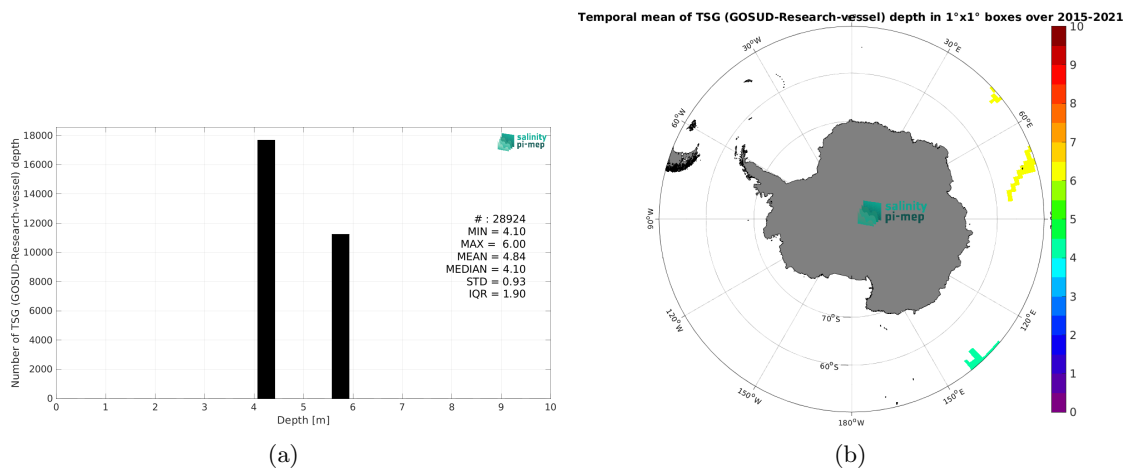 Temporal mean of TSG (GOSUD-Research-vessel) depth in 1°x1° boxes over 2015-2021
Number of TSG (GOSUD-Research-vessel) depth
18000
16000
14000
12000
10000
8000
6000
4000
2000
0
0 1 2 3 4 5 6 7 8 9 10
Depth [m]
salinity
pi-mep
# : 28924
MIN = 4.10
MAX = 6.00
MEAN = 4.84
MEDIAN = 4.10
STD = 0.93
IQR = 1.90
(a)
30°W
30°E
60°W
60°E
90°W
salinity
pi-mep
120°W
120°E
70°S
60°S
150°W
150°E
180°W
10
9
8
7
6
5
4
3
2
1
0
(b)